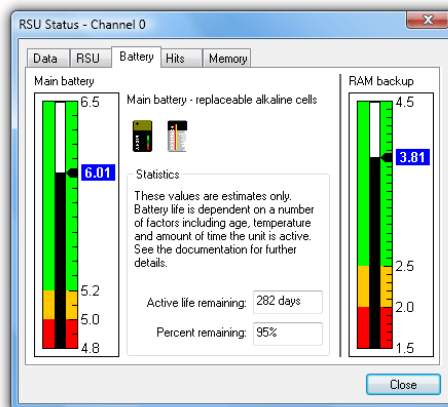 RSU Status - Channel 0
Data RSU Battery Hits Memory
Main battery
6.5
6.01
5.2
5.0
4.8
Main battery - replaceable alkaline cells
Statistics
These values are estimates only.
Battery life is dependent on a number
of factors including age, temperature
and amount of time the unit is active.
See the documentation for further
details.
Active life remaining: 282 days
Percent remaining: 95%
RAM backup
4.5
3.81
2.5
2.0
1.5
Close